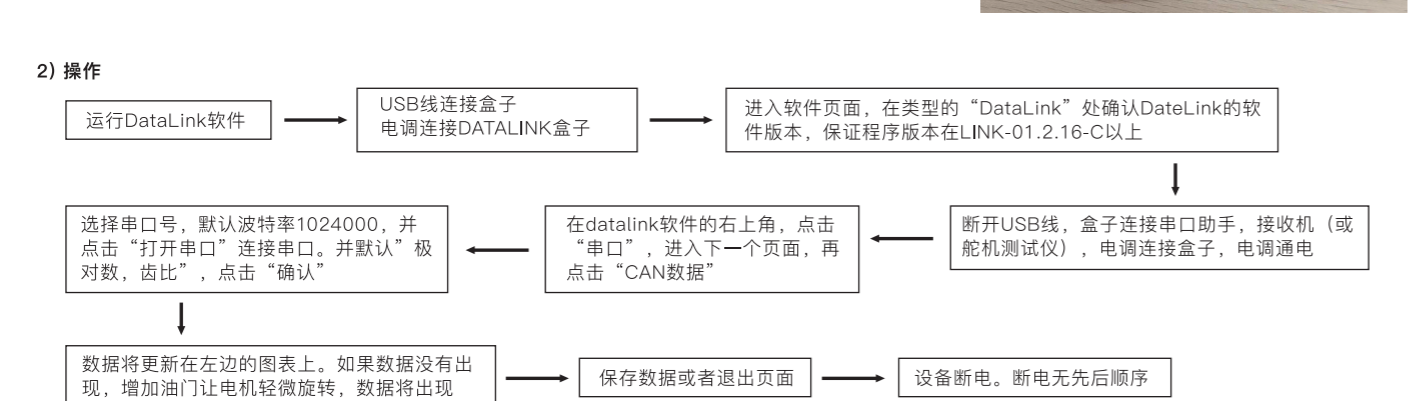 2) 操作
运行DataLink软件
USB线连接盒子
电调连接DATALINK盒子
进入软件页面，在类型的“DataLink”处确认DateLink的软
件版本，保证程序版本在LINK-01.2.16-C以上
断开USB线，盒子连接串口助手，接收机（或
舵机测试仪），电调连接盒子，电调通电
在datalink软件的右上角，点击
“串口”，进入下一个页面，再
点击“CAN数据”
选择串口号，默认波特率1024000，并
点击“打开串口”连接串口。并默认”极
对数，齿比”，点击“确认”
数据将更新在左边的图表上。如果数据没有出
现，增加油门让电机轻微旋转，数据将出现
保存数据或者退出页面
设备断电。断电无先后顺序